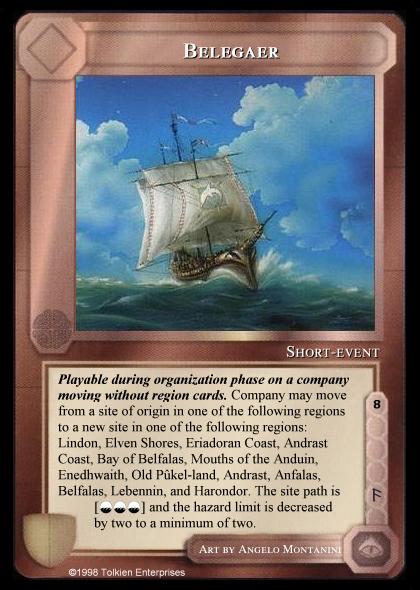 BELEGAER
SHORT-EVENT
Playable during organization phase on a company
moving without region cards. Company may move
from a site of origin in one of the following regions
to a new site in one of the following regions:
Lindon, Elven Shores, Eriadoran Coast, Andrast
Coast, Bay of Belfalas, Mouths of the Anduin,
Enedhwaith, Old Pûkel-land, Andrast, Anfalas,
Belfalas, Lebennin, and Harondor. The site path is
[ ] and the hazard limit is decreased
by two to a minimum of two.
8
ART BY ANGELO MONTANINI
©1998 Tolkien Enterprises